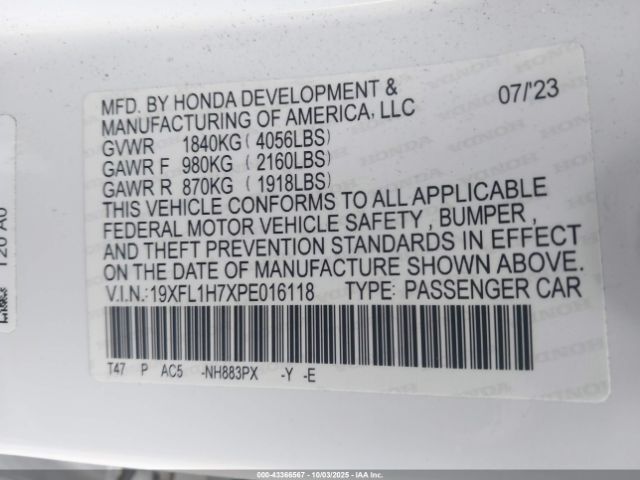 MFD. BY HONDA DEVELOPMENT &
MANUFACTURING OF AMERICA, LLC 07/'23
GVWR 1840KG ( 4056LBS)
GAWR F 980KG ( 2160LBS)
GAWR R 870KG ( 1918LBS)
THIS VEHICLE CONFORMS TO ALL APPLICABLE
FEDERAL MOTOR VEHICLE SAFETY , BUMPER ,
AND THEFT PREVENTION STANDARDS IN EFFECT
ON THE DATE OF MANUFACTURE SHOWN ABOVE.
V.I.N.: 19XFL1H7XPE016118 TYPE: PASSENGER CAR
T47 P AC5 -NH883PX -Y -E
000-43366567 - 10/03/2025 - IAAI.COM